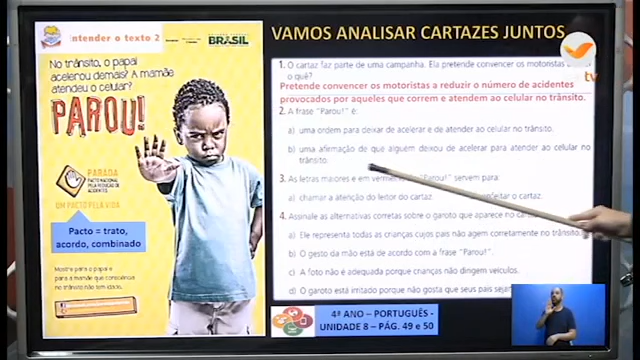 ntender o texto 2
BRASIL
No trânsito, o papai
acelerou demais? A mamãe
atendeu o celular?
PAROU!
PARADA
PACTO NACIONAL
PELA REDUÇÃO DE
ACIDENTES
UM PACTO PELA VIDA
Pacto = trato,
acordo, combinado
Mostre para o papai e
para a mamãe que consciência
no trânsito não tem idade.
VAMOS ANALISAR CARTAZES JUNTOS
tv
1. O cartaz faz parte de uma campanha. Ela pretende convencer os motoristas
o quê?
Pretende convencer os motoristas a reduzir o número de acidentes
provocados por aqueles que correm e atendem ao celular no trânsito.
2. A frase "Parou!" é:
a) uma ordem para deixar de acelerar e de atender ao celular no trânsito.
b) uma afirmação de que alguém deixou de acelerar para atender ao celular no
trânsito.
3. As letras maiores e em "Parou!" servem para:
a) chamar a atenção do leitor do cartaz. enfeitar o cartaz.
4. Assinale as alternativas corretas sobre o garoto que aparece no
a) Ele representa todas as crianças cujos pais não agem corretamente no trânsito.
b) O gesto da mão está de acordo com a frase "Parou!".
c) A foto não é adequada porque crianças não dirigem veículos.
d) O garoto está irritado porque não gosta que seus pais
4º ANO – PORTUGUÊS -
UNIDADE 8 – PÁG. 49 e 50